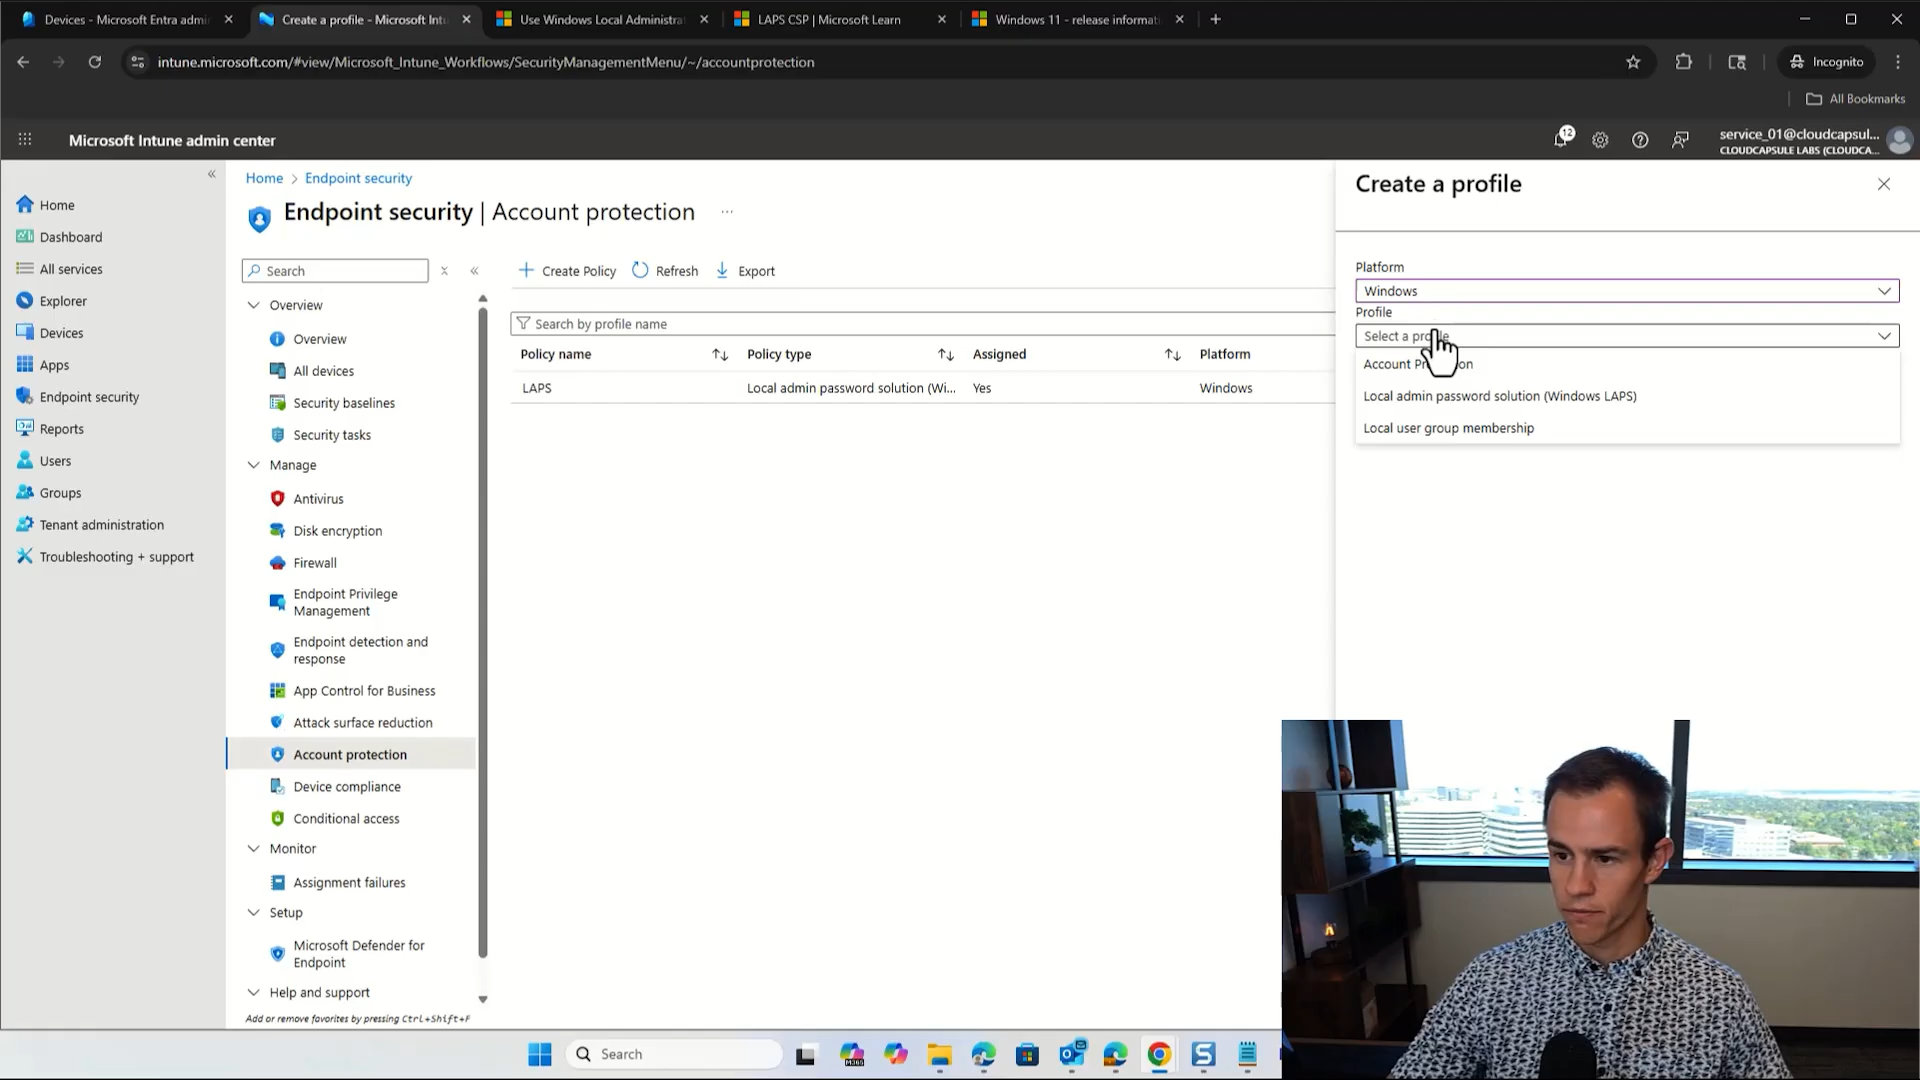 Devices - Microsoft Entra admi
Create a profile - Microsoft Intu
Use Windows Local Administra
LAPS CSP | Microsoft Learn
Windows 11 - release informat
intune.microsoft.com/#view/Microsoft_Intune_Workflows/SecurityManagementMenu/~/accountprotection
Incognito
All Bookmarks
Microsoft Intune admin center
12
service_01@cloudcapsul...
CLOUDCAPSULE LABS (CLOUDCA...
Home
Dashboard
All services
Explorer
Devices
Apps
Endpoint security
Reports
Users
Groups
Tenant administration
Troubleshooting + support
Home > Endpoint security
Endpoint security | Account protection
Search
Overview
Overview
All devices
Security baselines
Security tasks
Manage
Antivirus
Disk encryption
Firewall
Endpoint Privilege
Management
Endpoint detection and
response
App Control for Business
Attack surface reduction
Account protection
Device compliance
Conditional access
Monitor
Assignment failures
Setup
Microsoft Defender for
Endpoint
Help and support
Add or remove favorites by pressing Ctrl+Shift+F
Create Policy
Refresh
Export
Search by profile name
Policy name
Policy type
Assigned
Platform
LAPS
Local admin password solution (Wi...
Yes
Windows
Create a profile
Platform
Windows
Profile
Select a profile
Account Pr on
Local admin password solution (Windows LAPS)
Local user group membership
Search
M365